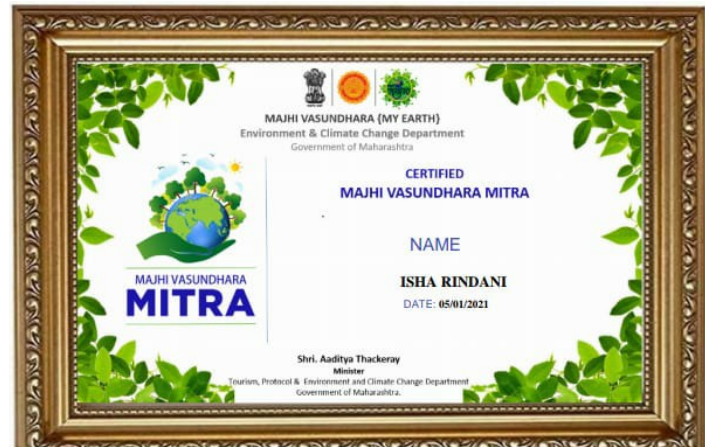 MAJHI VASUNDHARA (MY EARTH)
Environment & Climate Change Department
Government of Maharashtra
CERTIFIED
MAJHI VASUNDHARA MITRA
NAME
ISHA RINDANI
DATE: 05/01/2021
MAJHI VASUNDHARA
MITRA
Shri. Aaditya Thackeray
Minister
Tourism, Protocol & Environment and Climate Change Department
Government of Maharashtra.